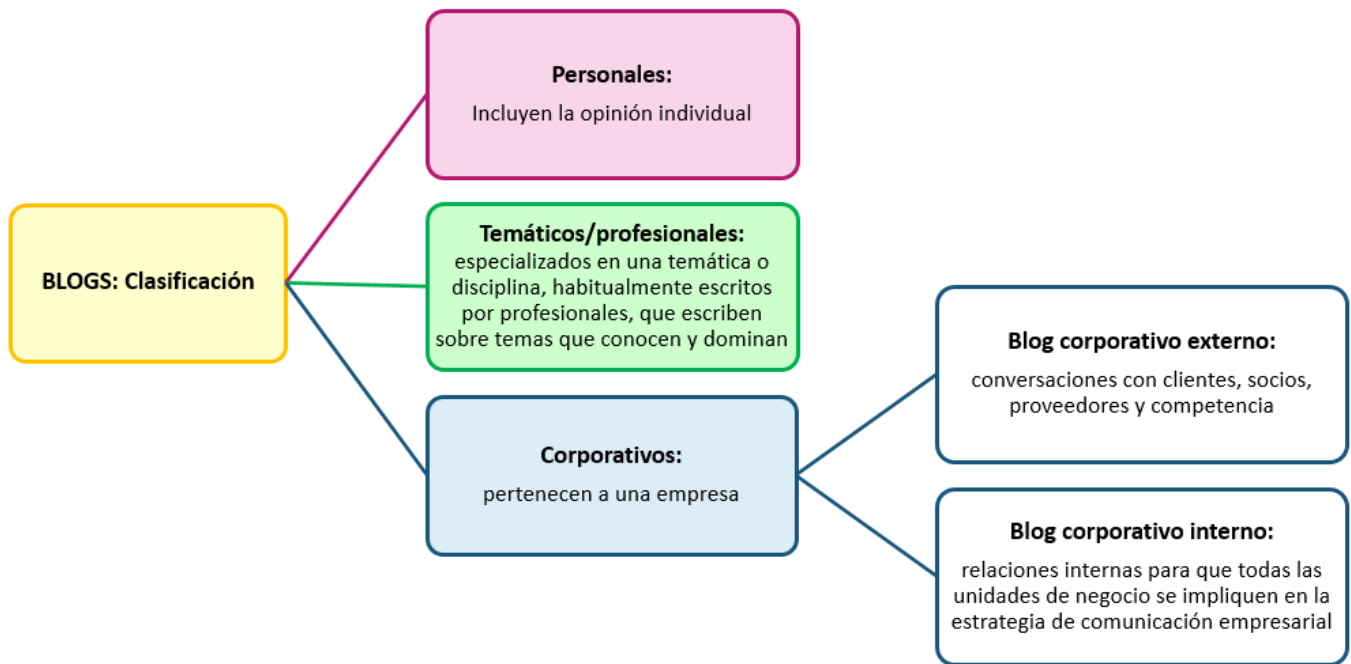 BLOGS: Clasificación
Personales:
Incluyen la opinión individual
Temáticos/profesionales:
especializados en una temática o
disciplina, habitualmente escritos
por profesionales, que escriben
sobre temas que conocen y dominan
Corporativos:
pertenecen a una empresa
Blog corporativo externo:
conversaciones con clientes, socios,
proveedores y competencia
Blog corporativo interno:
relaciones internas para que todas las
unidades de negocio se impliquen en la
estrategia de comunicación empresarial